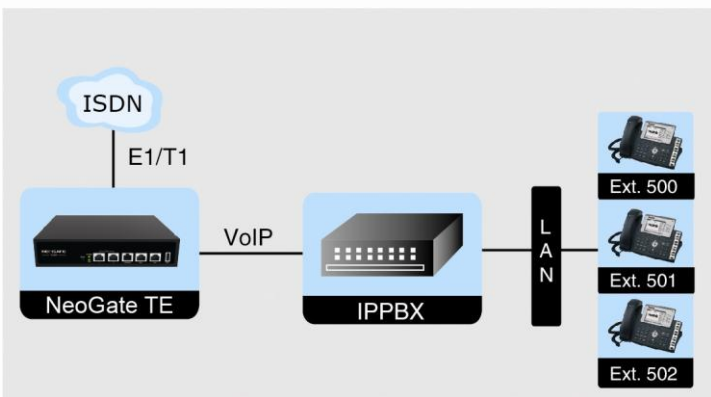 ISDN
E1/T1
NeoGate TE
VoIP
IPPBX
L
A
N
Ext. 500
Ext. 501
Ext. 502